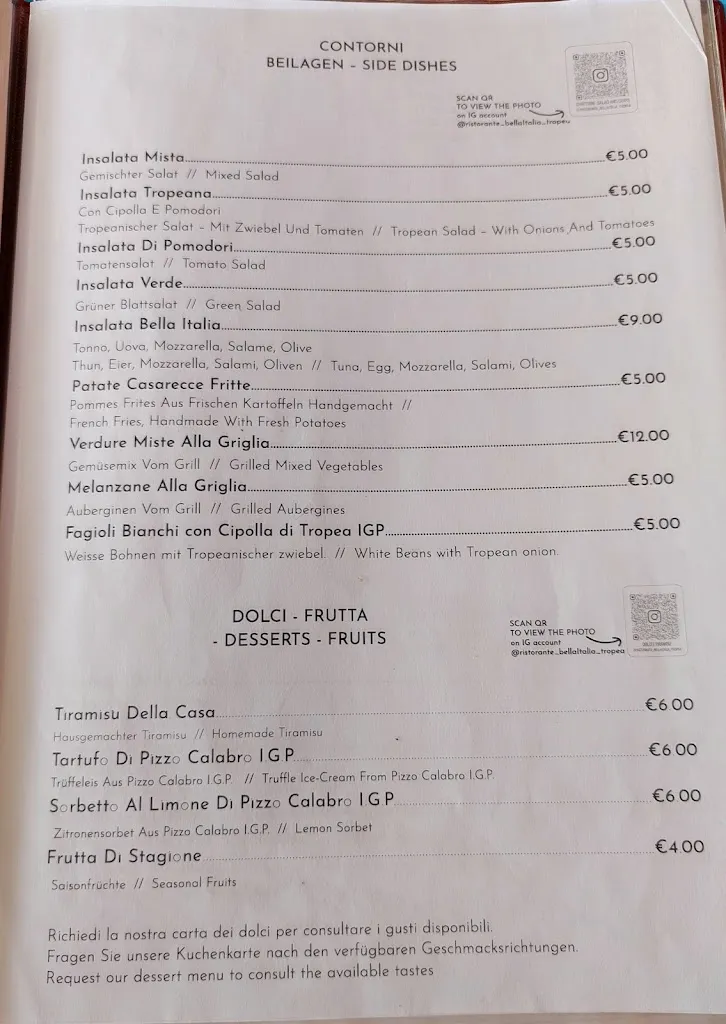 CONTORNI
BEILAGEN - SIDE DISHES
SCAN QR
TO VIEW THE PHOTO
on IG account
@ristorante_bellaitalia_tropea
Insalata Mista €5.00
Gemischter Salat // Mixed Salad
Insalata Tropeana €5.00
Con Cipolla E Pomodori
Tropeanischer Salat - Mit Zwiebel Und Tomaten // Tropean Salad - With Onions And Tomatoes
Insalata Di Pomodori €5.00
Tomatensalat // Tomato Salad
Insalata Verde €5.00
Grüner Blattsalat // Green Salad
Insalata Bella Italia €9.00
Tonno, Uova, Mozzarella, Salame, Olive
Thun, Eier, Mozzarella, Salami, Oliven // Tuna, Egg, Mozzarella, Salami, Olives
Patate Casarecce Fritte €5.00
Pommes Frites Aus Frischen Kartoffeln Handgemacht //
French Fries, Handmade With Fresh Potatoes
Verdure Miste Alla Griglia €12.00
Gemüsemix Vom Grill // Grilled Mixed Vegetables
Melanzane Alla Griglia €5.00
Auberginen Vom Grill // Grilled Aubergines
Fagioli Bianchi con Cipolla di Tropea IGP €5.00
Weisse Bohnen mit Tropeanischer zwiebel. // White Beans with Tropean onion.
DOLCI - FRUTTA
- DESSERTS - FRUITS
SCAN QR
TO VIEW THE PHOTO
on IG account
@ristorante_bellaitalia_tropea
Tiramisu Della Casa €6.00
Hausgemachter Tiramisu // Homemade Tiramisu
Tartufo Di Pizzo Calabro I.G.P. €6.00
Trüffeleis Aus Pizzo Calabro I.G.P. // Truffle Ice-Cream From Pizzo Calabro I.G.P.
Sorbetto Al Limone Di Pizzo Calabro I.G.P €6.00
Zitronensorbet Aus Pizzo Calabro I.G.P. // Lemon Sorbet
Frutta Di Stagione €4.00
Saisonfrüchte // Seasonal Fruits
Richiedi la nostra carta dei dolci per consultare i gusti disponibili.
Fragen Sie unsere Kuchenkarte nach den verfügbaren Geschmacksrichtungen.
Request our dessert menu to consult the available tastes